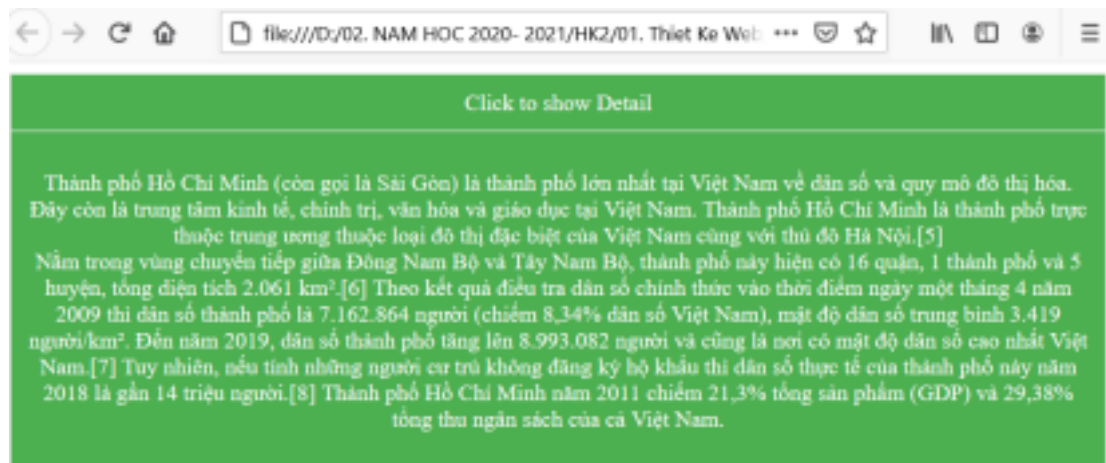 file:///D:/02. NAM HOC 2020- 2021/HK2/01. Thiet Ke Web
Click to show Detail
Thành phố Hồ Chí Minh (còn gọi là Sài Gòn) là thành phố lớn nhất tại Việt Nam về dân số và quy mô đô thị hóa.
Đây còn là trung tâm kinh tế, chính trị, văn hóa và giáo dục tại Việt Nam. Thành phố Hồ Chí Minh là thành phố trực
thuộc trung ương thuộc loại đô thị đặc biệt của Việt Nam cùng với thủ đô Hà Nội.[5]
Nằm trong vùng chuyển tiếp giữa Đông Nam Bộ và Tây Nam Bộ, thành phố này hiện có 16 quận, 1 thành phố và 5
huyện, tổng diện tích 2.061 km².[6] Theo kết quả điều tra dân số chính thức vào thời điểm ngày một tháng 4 năm
2009 thì dân số thành phố là 7.162.864 người (chiếm 8,34% dân số Việt Nam), mật độ dân số trung bình 3.419
người/km². Đến năm 2019, dân số thành phố tăng lên 8.993.082 người và cũng là nơi có mật độ dân số cao nhất Việt
Nam.[7] Tuy nhiên, nếu tính những người cư trú không đăng ký hộ khẩu thì dân số thực tế của thành phố này năm
2018 là gần 14 triệu người.[8] Thành phố Hồ Chí Minh năm 2011 chiếm 21,3% tổng sản phẩm (GDP) và 29,38%
tổng thu ngân sách của cả Việt Nam.